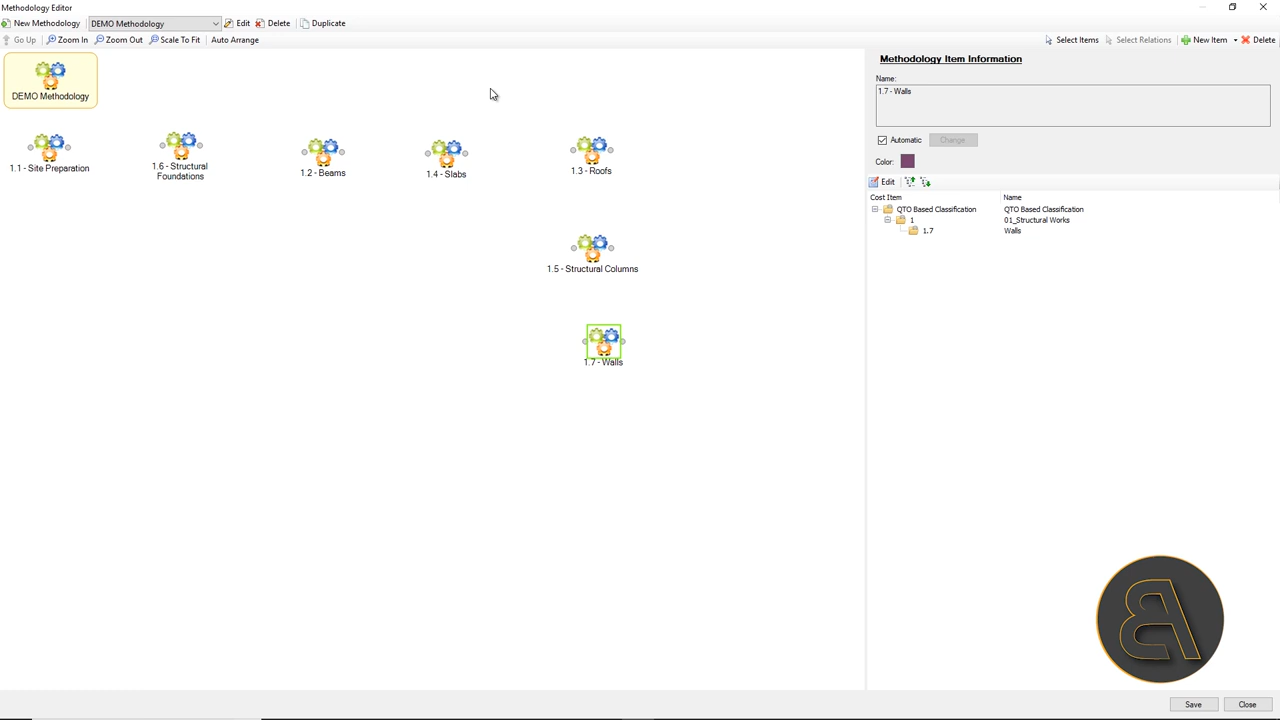 Methodology Editor
New Methodology DEMO Methodology Edit Delete Duplicate
Go Up Zoom In Zoom Out Scale To Fit Auto Arrange Select Items Select Relations New Item Delete
DEMO Methodology
1.1 - Site Preparation
1.6 - Structural
Foundations
1.2 - Beams
1.4 - Slabs
1.3 - Roofs
1.5 - Structural Columns
1.7 - Walls
Methodology Item Information
Name:
1.7 - Walls
Automatic Change
Color:
Edit
Cost Item Name
QTO Based Classification QTO Based Classification
1 01_Structural Works
1.7 Walls
Save Close